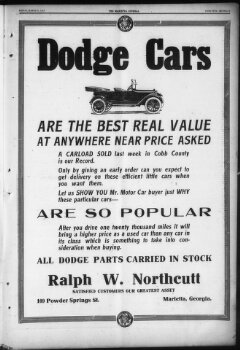 THE MARIETTA JOURNAL
Dodge Cars
ARE THE BEST REAL VALUE
AT ANYWHERE NEAR PRICE ASKED
A CARLOAD SOLD last week in Cobb County
is our Record.
Only by giving an early order can you expect to
get delivery on these efficient little cars when
you want them.
Let us SHOW YOU Mr. Motor Car buyer just WHY
these particular cars—
ARE SO POPULAR
After you drive one twenty thousand miles it will
bring a higher price as a used car than any car in
its class which is something to take into con-
sideration when buying.
ALL DODGE PARTS CARRIED IN STOCK
Ralph W. Northcutt
SATISFIED CUSTOMERS OUR GREATEST ASSET
Powder Springs St. Marietta, Georgia.